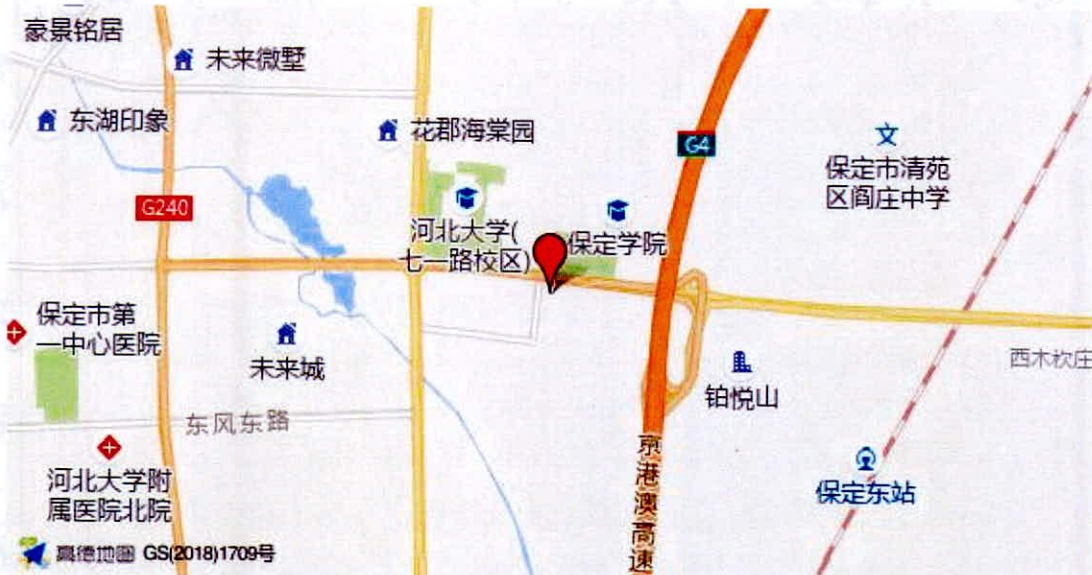 豪景铭居
未来微墅
东湖印象
花郡海棠园
G4
保定市清苑
区阎庄中学
G240
河北大学(
七一路校区)
保定学院
保定市第
一中心医院
未来城
西木杴庄
铂悦山
东风东路
京港澳高速
河北大学附
属医院北院
保定东站
高德地图 GS(2018)1709号